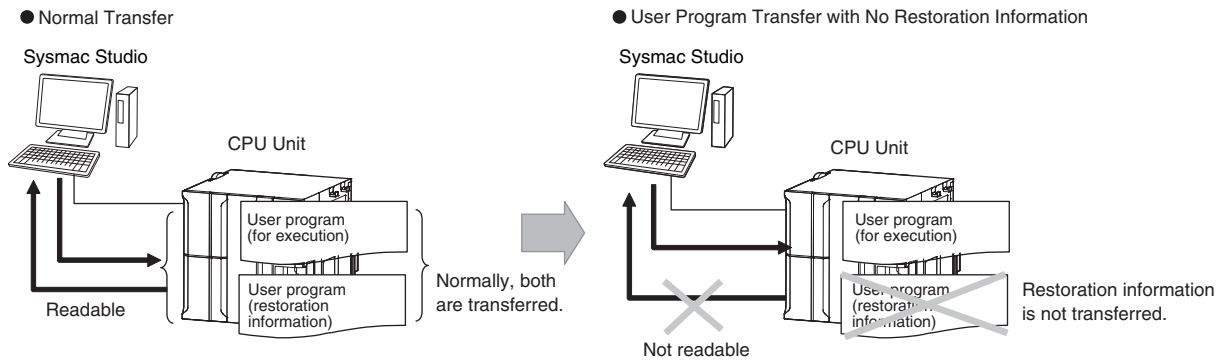 ● Normal Transfer
Sysmac Studio
CPU Unit
User program
(for execution)
User program
(restoration
information)
Readable
Normally, both
are transferred.
● User Program Transfer with No Restoration Information
Sysmac Studio
CPU Unit
User program
(for execution)
User program
(restoration
information)
Not readable
Restoration information
is not transferred.